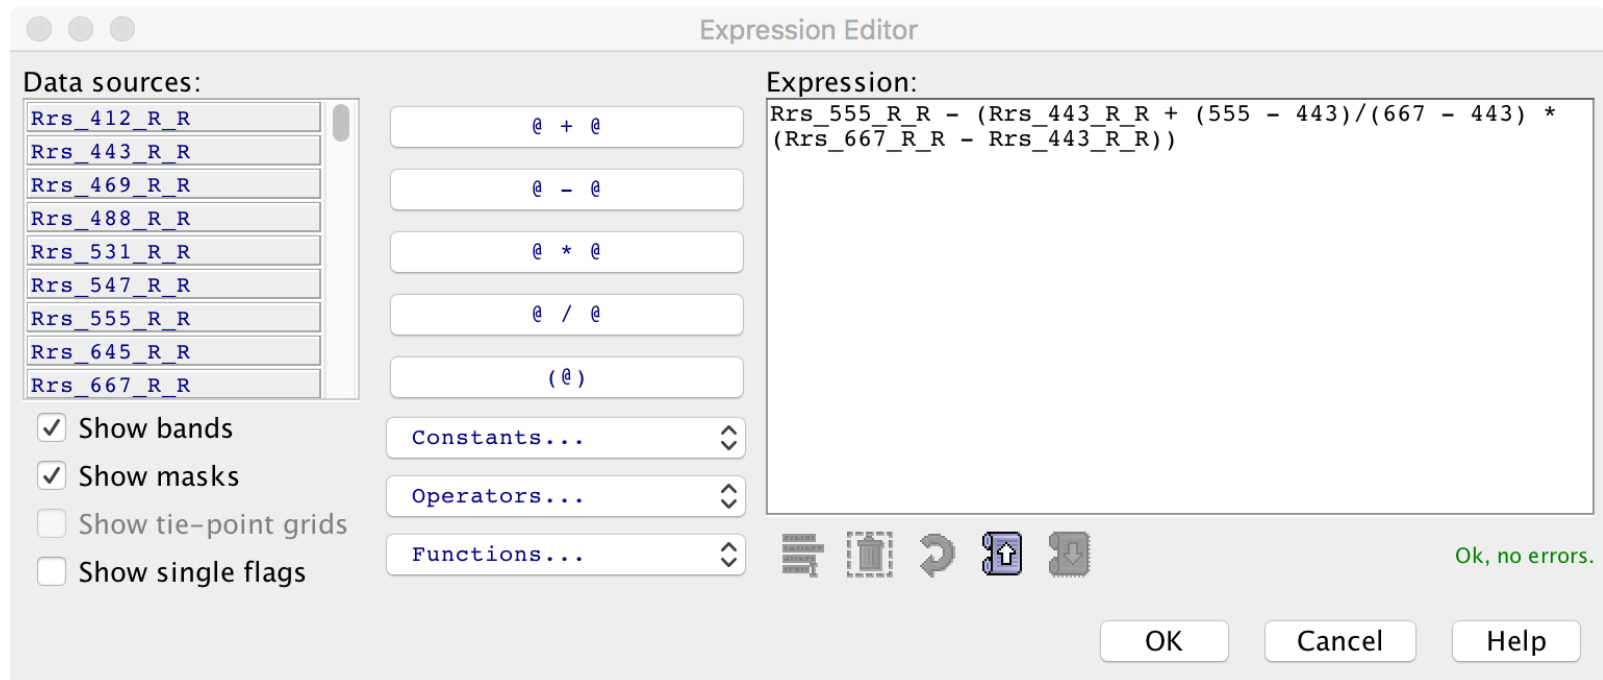 Expression Editor
Data sources:
Rrs_412_R_R
Rrs_443_R_R
Rrs_469_R_R
Rrs_488_R_R
Rrs_531_R_R
Rrs_547_R_R
Rrs_555_R_R
Rrs_645_R_R
Rrs_667_R_R
Show bands
Show masks
Show tie-point grids
Show single flags
@ + @
@ - @
@ * @
@ / @
(@)
Constants...
Operators...
Functions...
Expression:
Rrs_555_R_R - (Rrs_443_R_R + (555 - 443)/(667 - 443) *
(Rrs_667_R_R - Rrs_443_R_R))
Ok, no errors.
OK
Cancel
Help